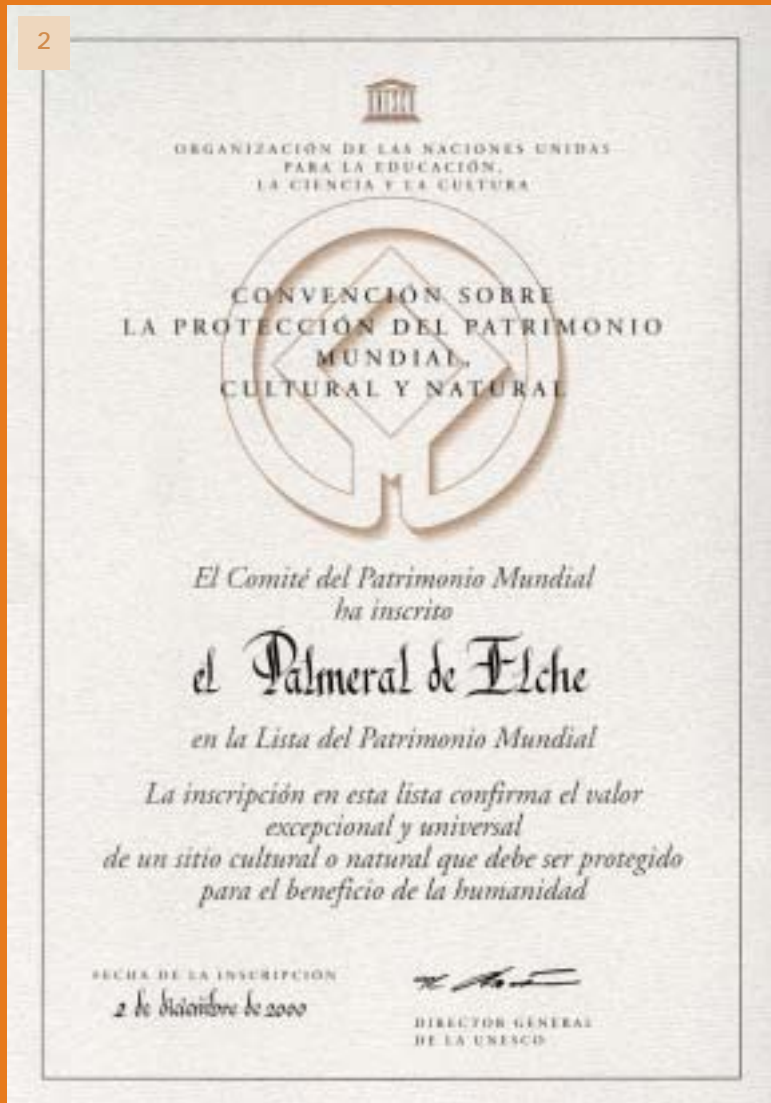 2
UNESCO
ORGANIZACIÓN DE LAS NACIONES UNIDAS
PARA LA EDUCACIÓN,
LA CIENCIA Y LA CULTURA
CONVENCIÓN SOBRE
LA PROTECCIÓN DEL PATRIMONIO
MUNDIAL,
CULTURAL Y NATURAL
El Comité del Patrimonio Mundial
ha inscrito
el Palmeral de Elche
en la Lista del Patrimonio Mundial
La inscripción en esta lista confirma el valor
excepcional y universal
de un sitio cultural o natural que debe ser protegido
para el beneficio de la humanidad
FECHA DE LA INSCRIPCIÓN
2 de diciembre de 2000
DIRECTOR GENERAL
DE LA UNESCO